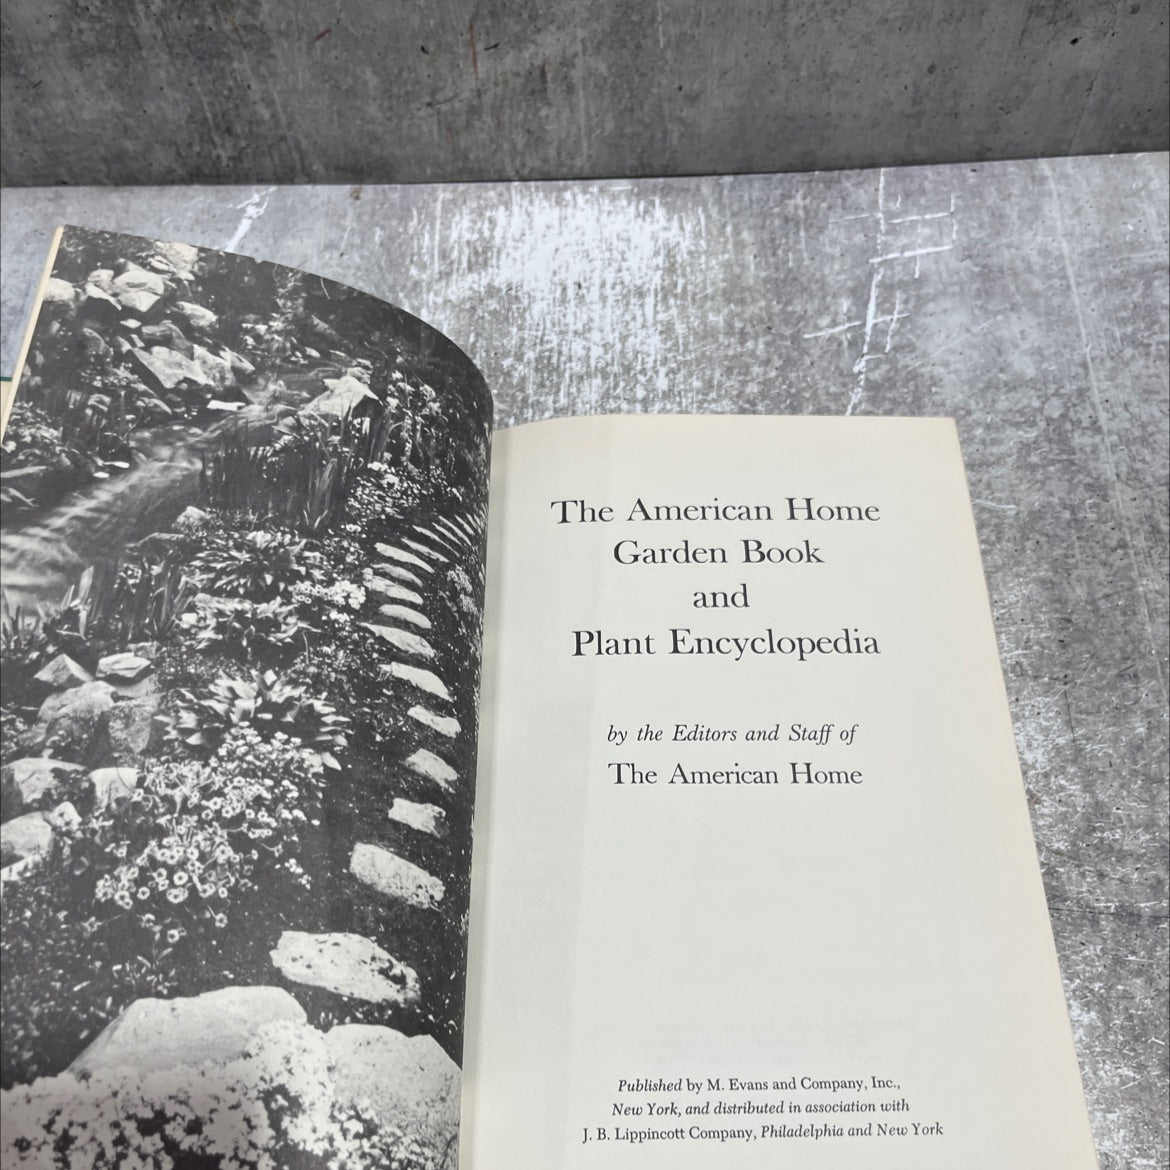 The American Home
Garden Book
and
Plant Encyclopedia
by the Editors and Staff of
The American Home
Published by M. Evans and Company, Inc.,
New York, and distributed in association with
J. B. Lippincott Company, Philadelphia and New York